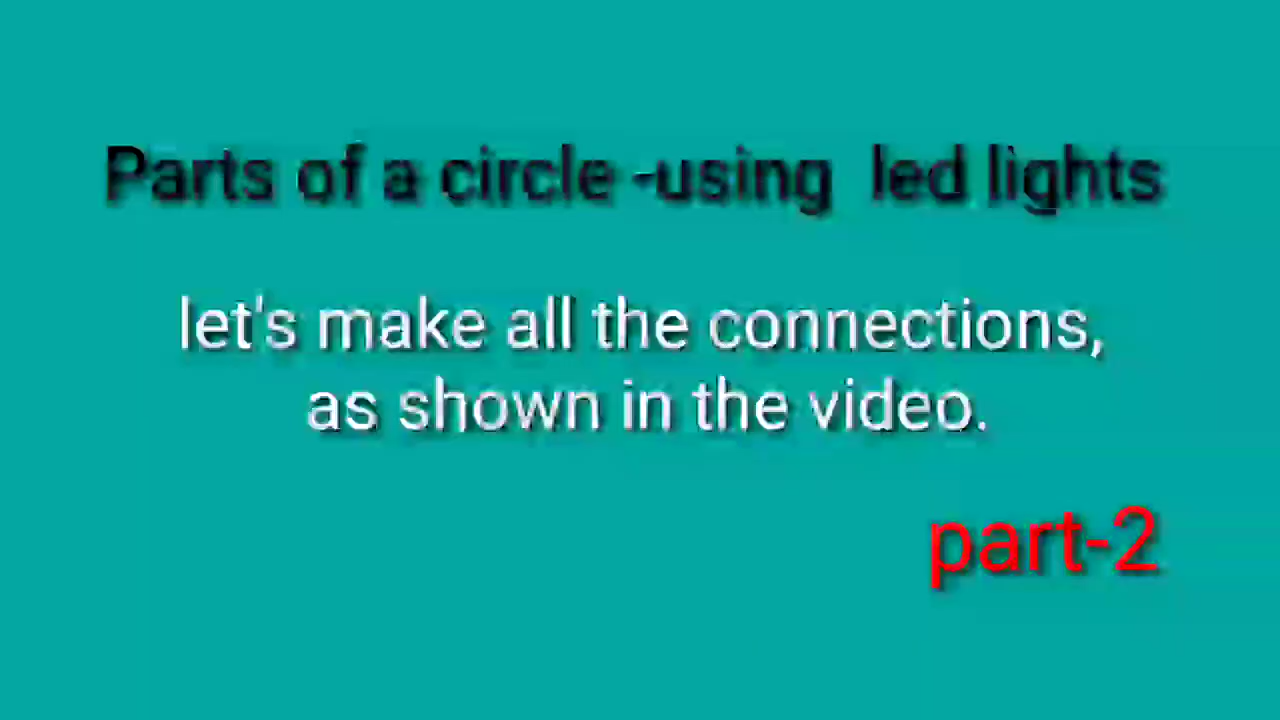 Parts of a circle -using led lights
let's make all the connections,
as shown in the video.
part-2